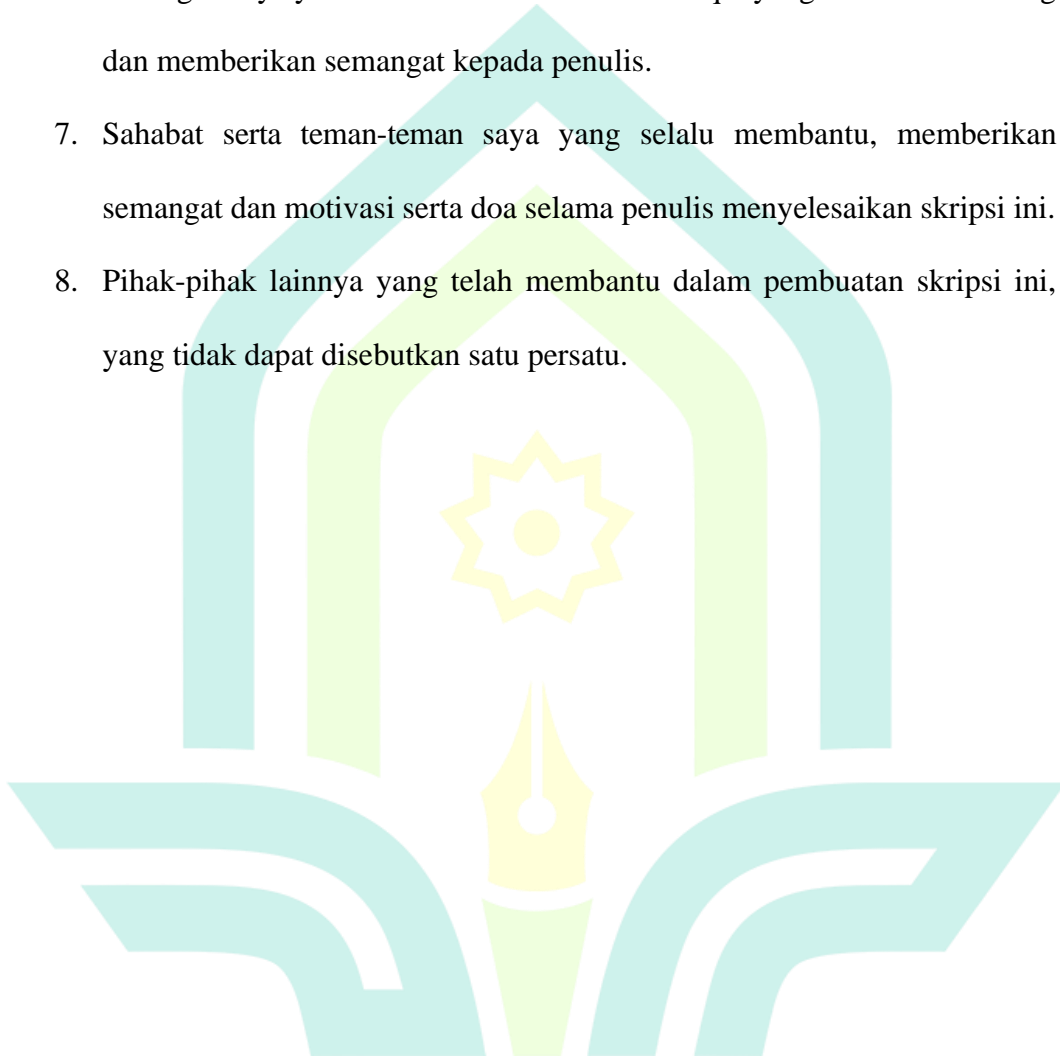 dan memberikan semangat kepada penulis.
7. Sahabat serta teman-teman saya yang selalu membantu, memberikan
semangat dan motivasi serta doa selama penulis menyelesaikan skripsi ini.
8. Pihak-pihak lainnya yang telah membantu dalam pembuatan skripsi ini,
yang tidak dapat disebutkan satu persatu.